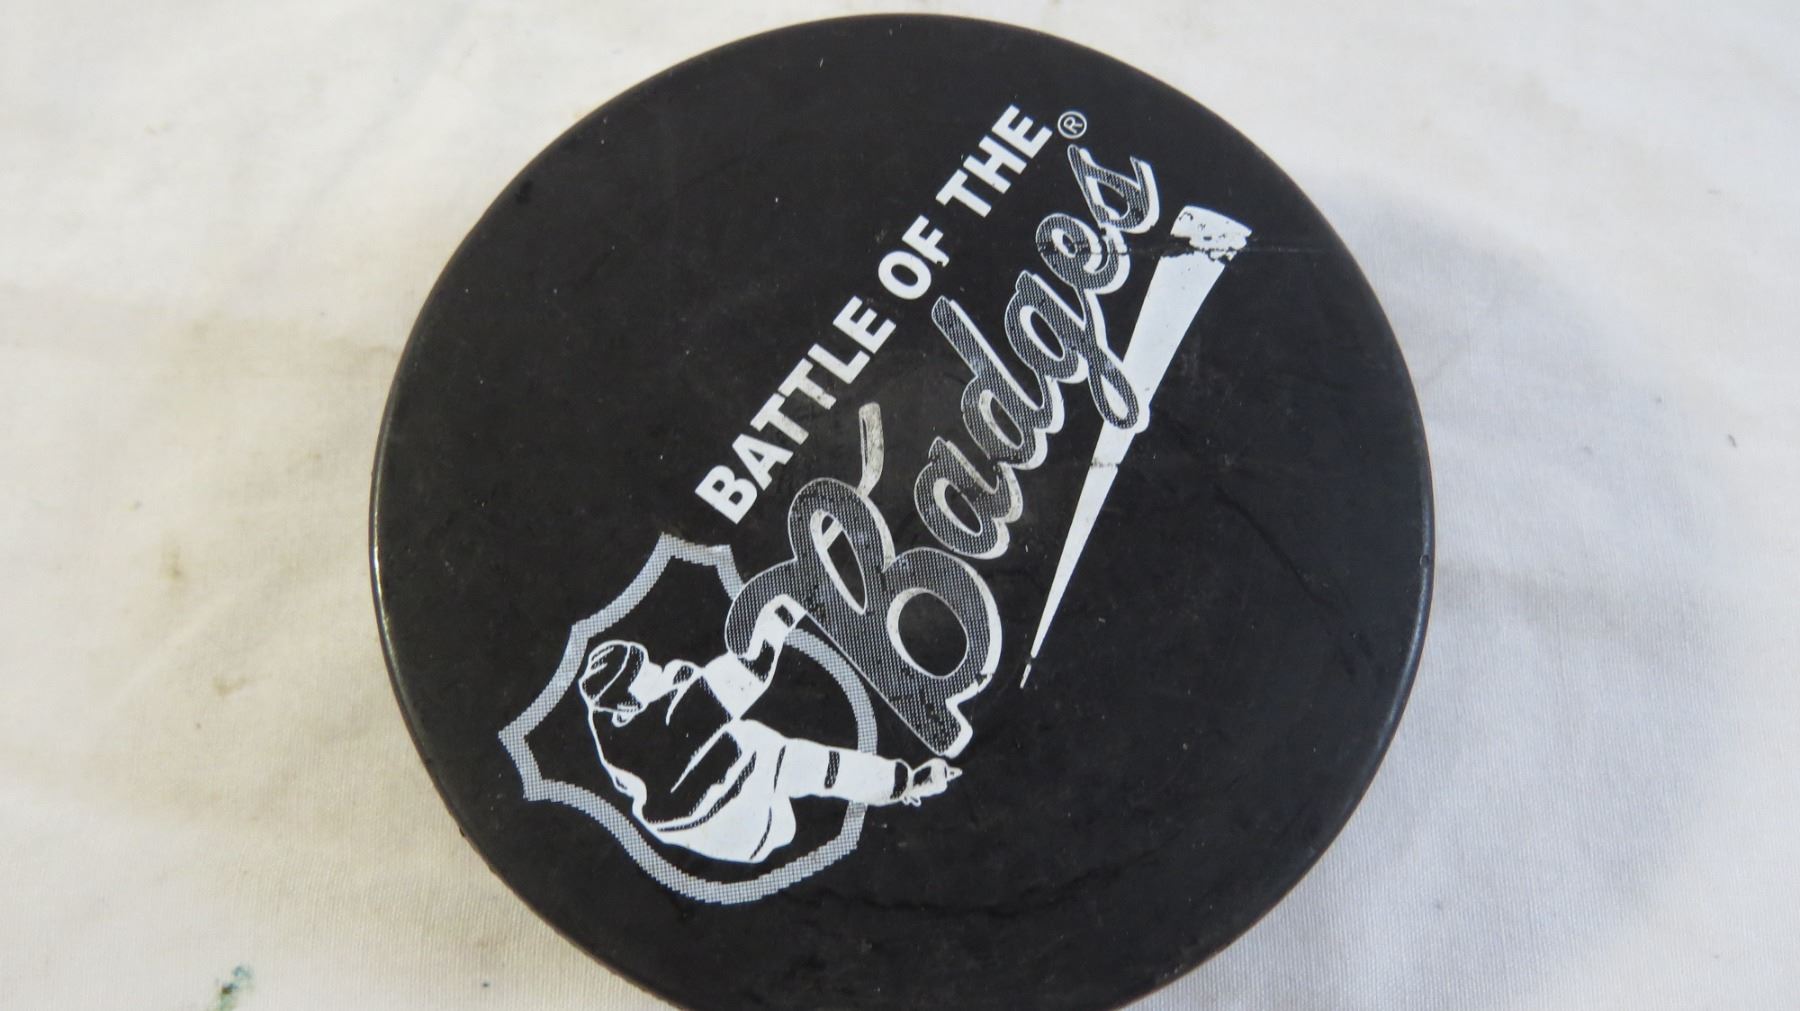 BATTLE OF THE ®
Badges